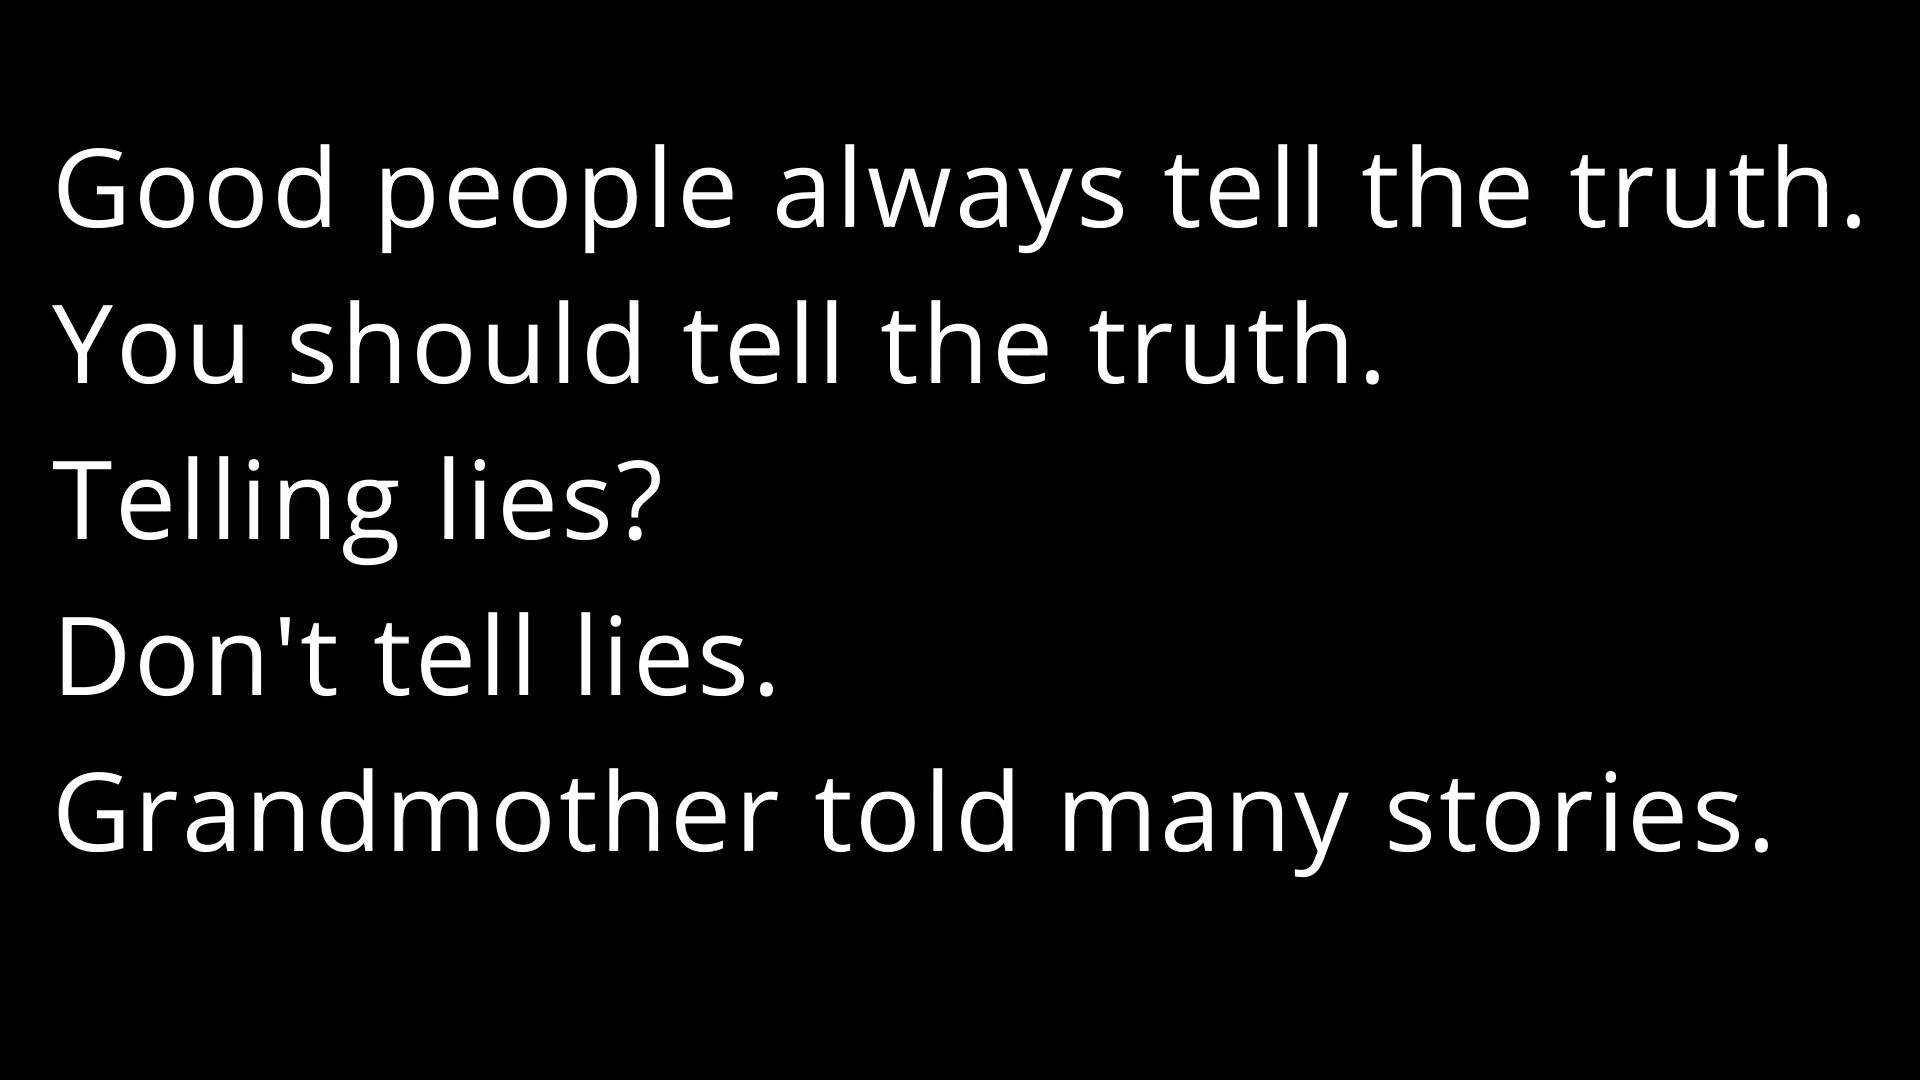 Good people always tell the truth.
You should tell the truth.
Telling lies?
Don't tell lies.
Grandmother told many stories.